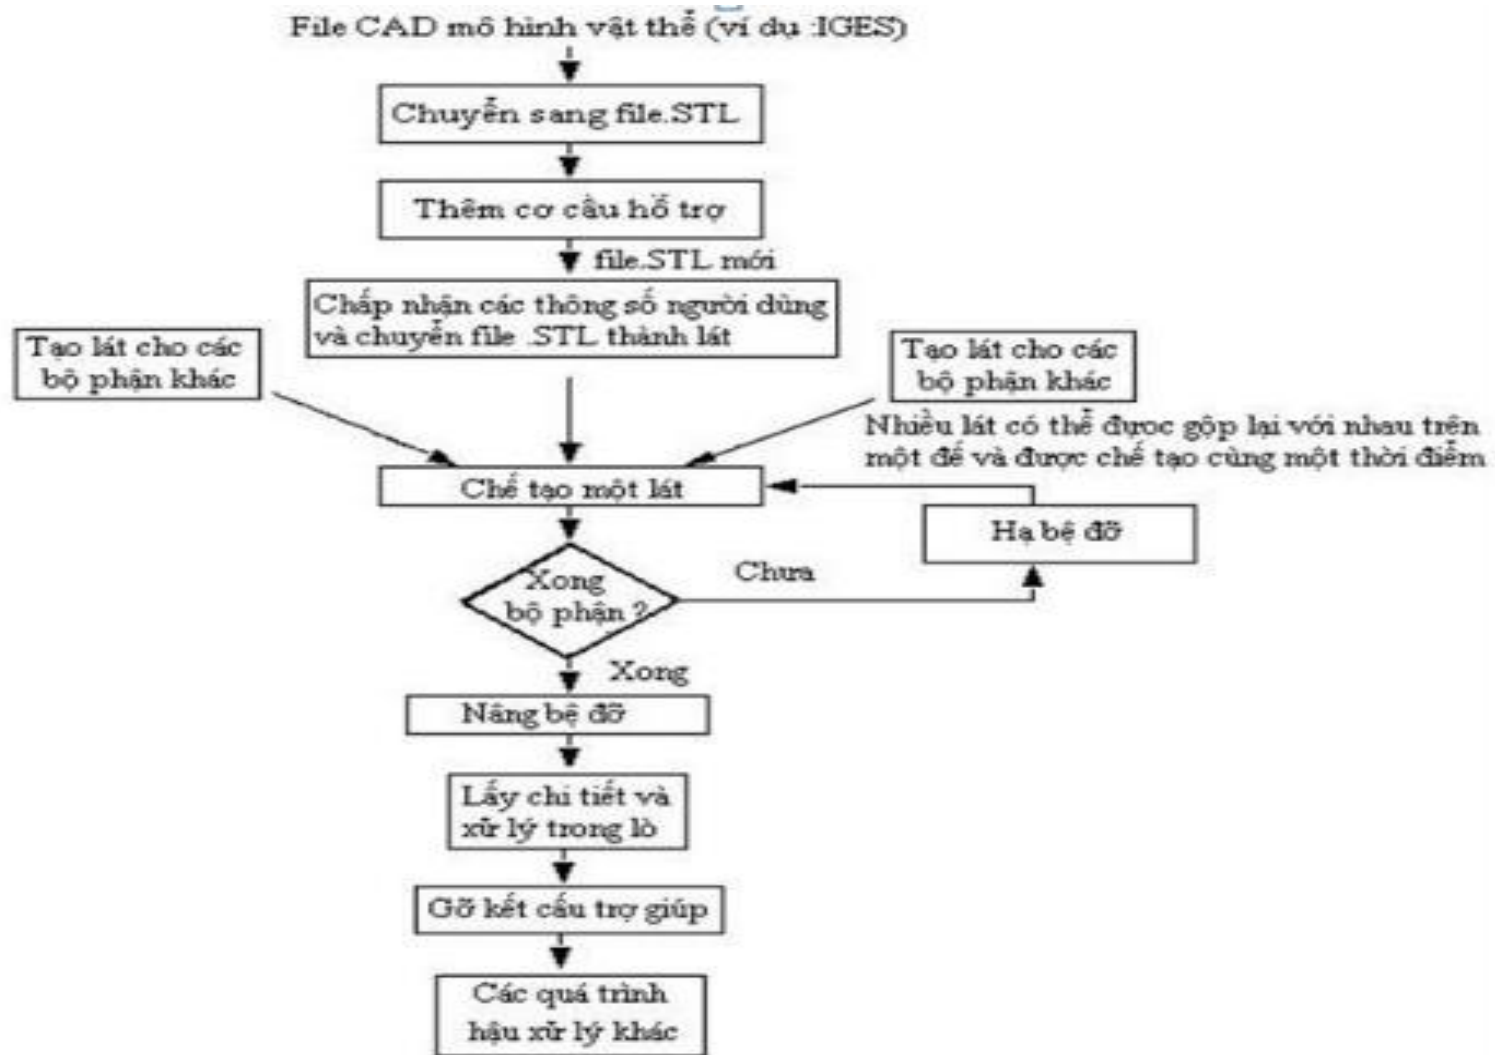 File CAD mô hình vật thể (ví dụ :IGES)
Chuyển sang file.STL
Thêm cơ cầu hổ trợ
file.STL mới
Chấp nhận các thông số người dùng
và chuyển file .STL thành lát
Tạo lát cho các
bộ phận khác
Tạo lát cho các
bộ phận khác
Nhiều lát có thể đựoc gộp lại với nhau trên
một đế và được chế tạo cùng một thời điểm
Chế tạo một lát
Hạ bệ đỡ
Xong
bộ phận ?
Chưa
Xong
Nâng bệ đỡ
Lấy chi tiết và
xử lý trong lò
Gỡ kết cấu trợ giúp
Các quá trình
hậu xử lý khác